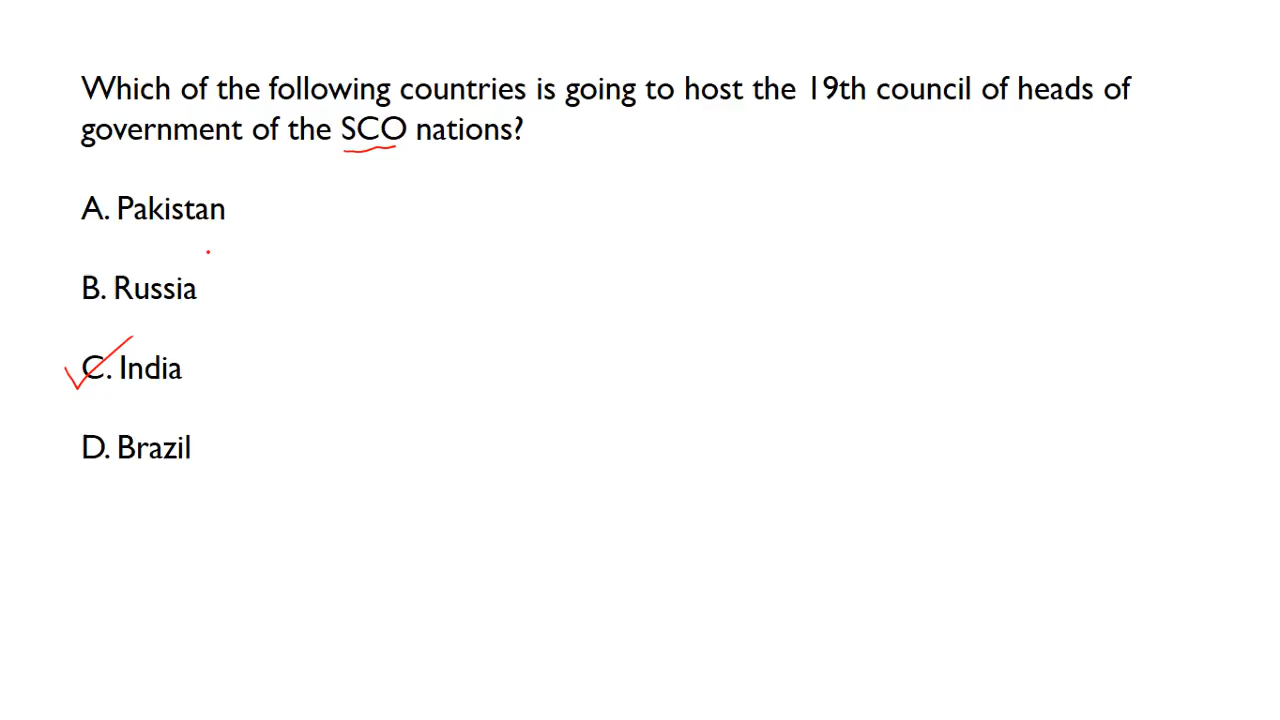 Which of the following countries is going to host the 19th council of heads of
government of the SCO nations?
A. Pakistan
B. Russia
C. India
D. Brazil